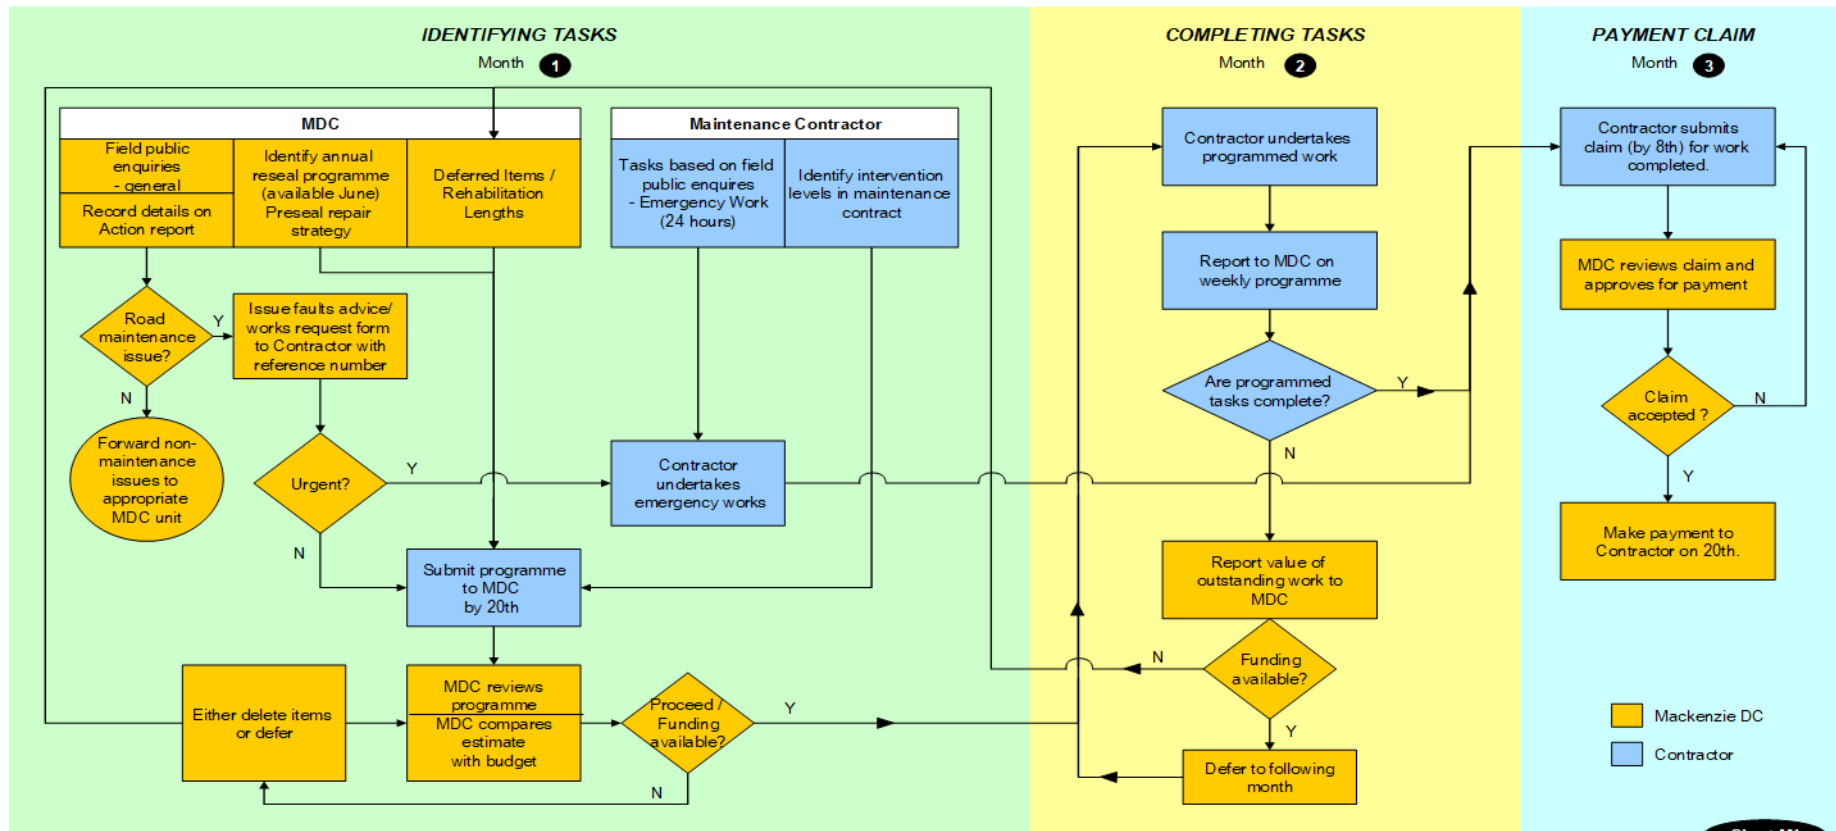 IDENTIFYING TASKS
Month 1
MDC
Field public
enquiries
- general
Record details on
Action report
Identify annual
reseal programme
(available June)
Preseal repair
strategy
Deferred Items /
Rehabilitation
Lengths
Maintenance Contractor
Tasks based on field
public enquires
- Emergency Work
(24 hours)
Identify intervention
levels in maintenance
contract
Road
maintenance
issue?
Y
N
Issue faults advice/
works request form
to Contractor with
reference number
Forward non-
maintenance
issues to
appropriate
MDC unit
Urgent?
Y
N
Contractor
undertakes
emergency works
Submit programme
to MDC
by 20th
Either delete items
or defer
MDC reviews
programme
MDC compares
estimate
with budget
Proceed /
Funding
available?
Y
N
COMPLETING TASKS
Month 2
Contractor undertakes
programmed work
Report to MDC on
weekly programme
Are programmed
tasks complete?
Y
N
Report value of
outstanding work to
MDC
Funding
available?
N
Y
Defer to following
month
PAYMENT CLAIM
Month 3
Contractor submits
claim (by 8th) for work
completed.
MDC reviews claim and
approves for payment
Claim
accepted ?
N
Y
Make payment to
Contractor on 20th.
Mackenzie DC
Contractor